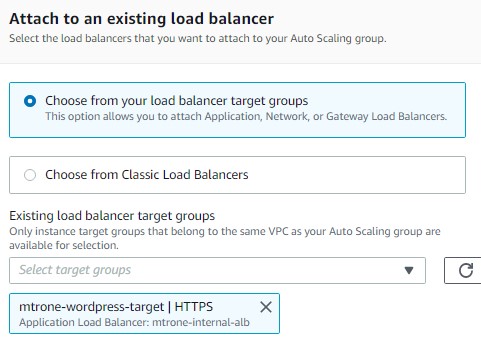 Attach to an existing load balancer
Select the load balancers that you want to attach to your Auto Scaling group.
Choose from your load balancer target groups
This option allows you to attach Application, Network, or Gateway Load Balancers.
Choose from Classic Load Balancers
Existing load balancer target groups
Only instance target groups that belong to the same VPC as your Auto Scaling group are
available for selection.
Select target groups
mtrone-wordpress-target | HTTPS
Application Load Balancer: mtrone-internal-alb